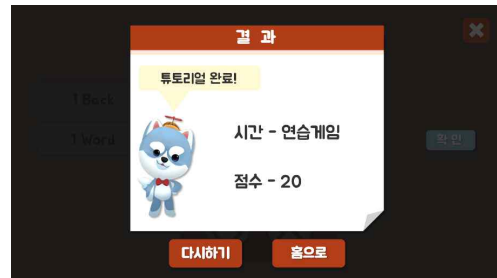 결 과
튜토리얼 완료!
1 Back
시간 - 연습게임
1 Word
확인
점수 - 20
다시하기
홈으로